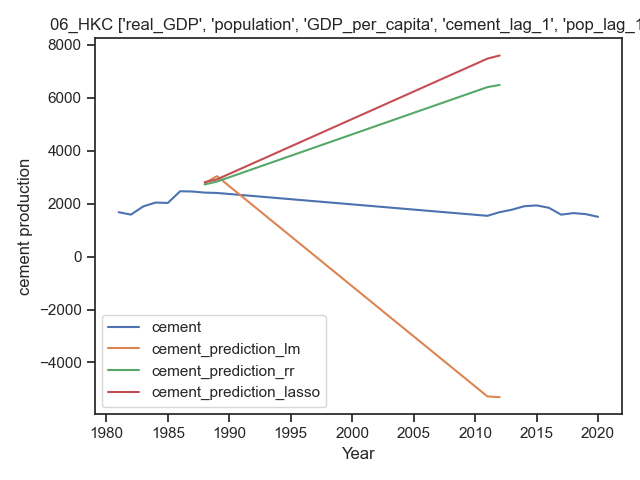 06_HKC ['real_GDP', 'population', 'GDP_per_capita', 'cement_lag_1', 'pop_lag_1
8000
6000
4000
2000
0
−2000
−4000
cement production
cement
cement_prediction_lm
cement_prediction_rr
cement_prediction_lasso
1980 1985 1990 1995 2000 2005 2010 2015 2020
Year